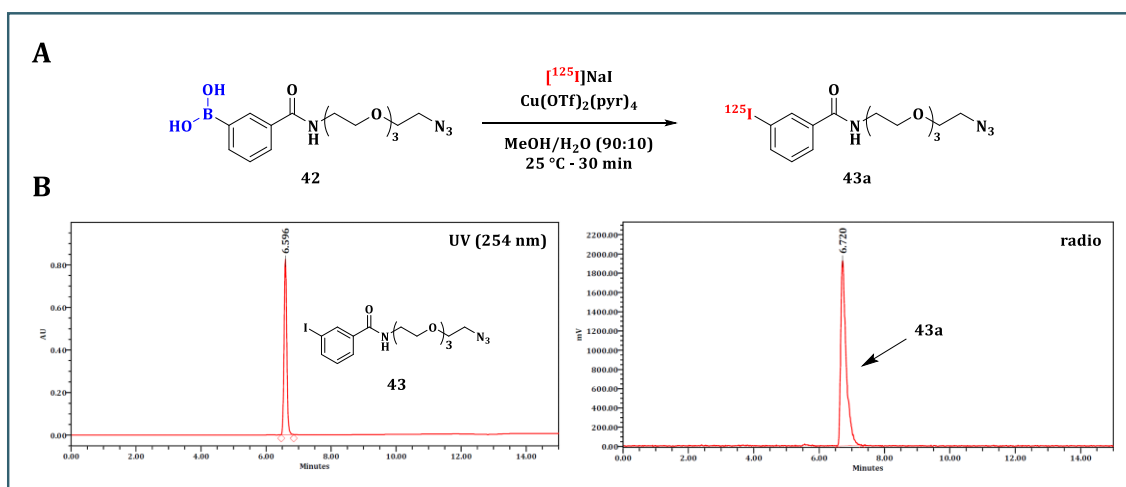 A
OH
HO B
O
N
H
O
3
N₃
42
[¹²⁵I]NaI
Cu(OTf)₂(pyr)₄
MeOH/H₂O (90:10)
25 °C - 30 min
¹²⁵I
O
N
H
O
3
N₃
43a
B
UV (254 nm)
6.596
0.80
0.60
0.40
0.20
0.00
AU
I
O
N
H
O
3
N₃
43
0.00 2.00 4.00 6.00 8.00 10.00 12.00 14.00
Minutes
radio
6.720
2200.00
2000.00
1800.00
1600.00
1400.00
1200.00
1000.00
800.00
600.00
400.00
200.00
0.00
mV
43a
0.00 2.00 4.00 6.00 8.00 10.00 12.00 14.00
Minutes